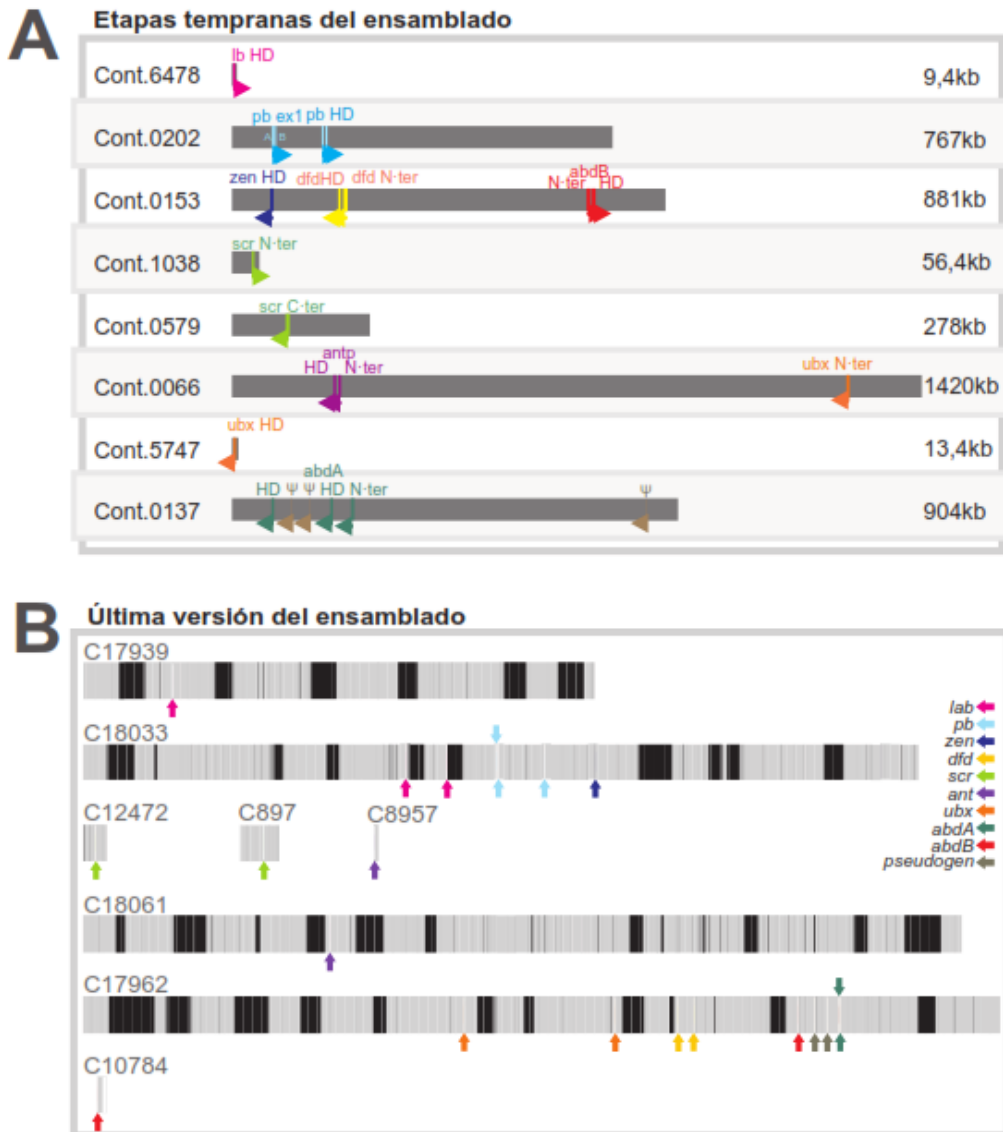 A
Etapas tempranas del ensamblado
lb HD
Cont.6478
9,4kb
pb ex1 pb HD
A B
Cont.0202
767kb
zen HD dfdHD dfd N-ter abdB
N-ter HD
Cont.0153
881kb
scr N·ter
Cont.1038
56,4kb
scr C·ter
Cont.0579
278kb
antp
HD N·ter ubx N·ter
Cont.0066
1420kb
ubx HD
Cont.5747
13,4kb
abdA
HD Ψ Ψ HD N·ter Ψ
Cont.0137
904kb
B
Última versión del ensamblado
C17939
lab
pb
zen
dfd
scr
ant
ubx
abdA
abdB
pseudogen
C18033
C12472 C897 C8957
C18061
C17962
C10784